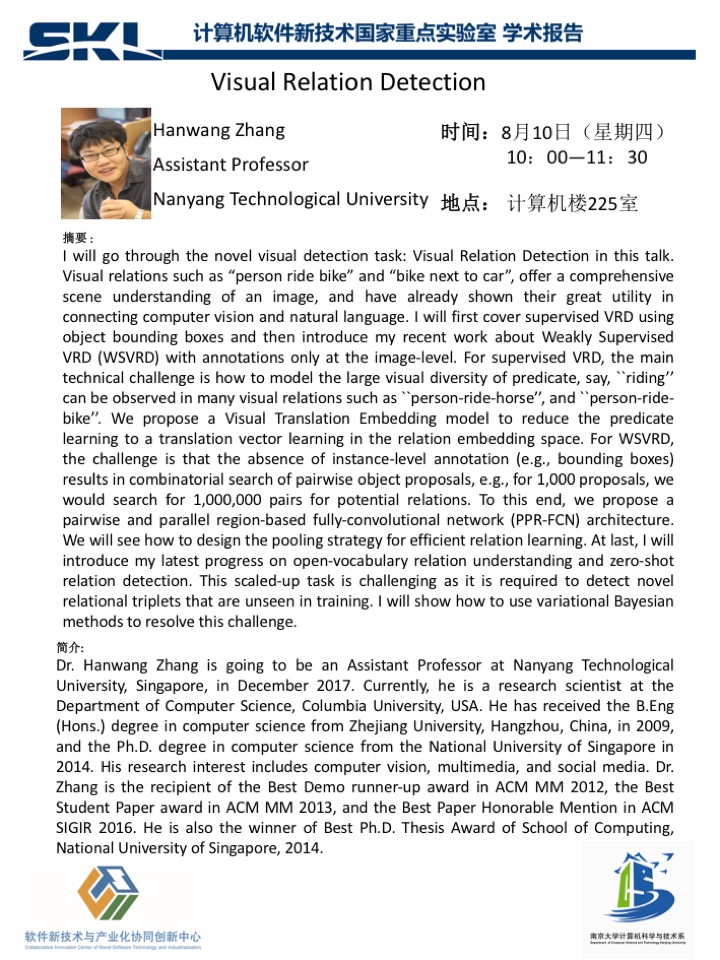 SKL 计算机软件新技术国家重点实验室 学术报告
Visual Relation Detection
Hanwang Zhang
Assistant Professor
Nanyang Technological University
时间：8月10日（星期四）
10：00—11：30
地点： 计算机楼225室
摘要：
I will go through the novel visual detection task: Visual Relation Detection in this talk.
Visual relations such as “person ride bike” and “bike next to car”, offer a comprehensive
scene understanding of an image, and have already shown their great utility in
connecting computer vision and natural language. I will first cover supervised VRD using
object bounding boxes and then introduce my recent work about Weakly Supervised
VRD (WSVRD) with annotations only at the image-level. For supervised VRD, the main
technical challenge is how to model the large visual diversity of predicate, say, ``riding’’
can be observed in many visual relations such as ``person-ride-horse’’, and ``person-ride-
bike’’. We propose a Visual Translation Embedding model to reduce the predicate
learning to a translation vector learning in the relation embedding space. For WSVRD,
the challenge is that the absence of instance-level annotation (e.g., bounding boxes)
results in combinatorial search of pairwise object proposals, e.g., for 1,000 proposals, we
would search for 1,000,000 pairs for potential relations. To this end, we propose a
pairwise and parallel region-based fully-convolutional network (PPR-FCN) architecture.
We will see how to design the pooling strategy for efficient relation learning. At last, I will
introduce my latest progress on open-vocabulary relation understanding and zero-shot
relation detection. This scaled-up task is challenging as it is required to detect novel
relational triplets that are unseen in training. I will show how to use variational Bayesian
methods to resolve this challenge.
简介:
Dr. Hanwang Zhang is going to be an Assistant Professor at Nanyang Technological
University, Singapore, in December 2017. Currently, he is a research scientist at the
Department of Computer Science, Columbia University, USA. He has received the B.Eng
(Hons.) degree in computer science from Zhejiang University, Hangzhou, China, in 2009,
and the Ph.D. degree in computer science from the National University of Singapore in
2014. His research interest includes computer vision, multimedia, and social media. Dr.
Zhang is the recipient of the Best Demo runner-up award in ACM MM 2012, the Best
Student Paper award in ACM MM 2013, and the Best Paper Honorable Mention in ACM
SIGIR 2016. He is also the winner of Best Ph.D. Thesis Award of School of Computing,
National University of Singapore, 2014.
软件新技术与产业化协同创新中心
Collaborative Innovation Center of Novel Software Technology and Industrialization
南京大学计算机科学与技术系
Department of Computer Science and Technology Nanjing University